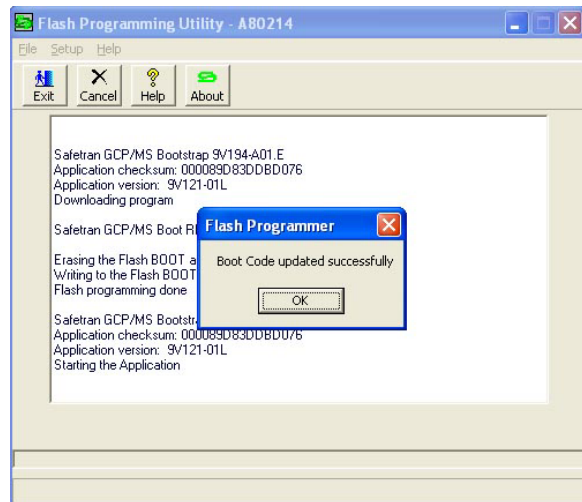 Flash Programming Utility - A80214
File Setup Help
Exit Cancel Help About
Safetran GCP/MS Bootstrap 9V194-A01.E
Application checksum: 000089D83DDBD076
Application version: 9V121-01L
Downloading program
Safetran GCP/MS Boot
Flash Programmer
Erasing the Flash BOOT
Boot Code updated successfully
Writing to the Flash BOOT
Flash programming done
OK
Safetran GCP/MS
Application checksum: 000089D83DDBD076
Application version: 9V121-01L
Starting the Application